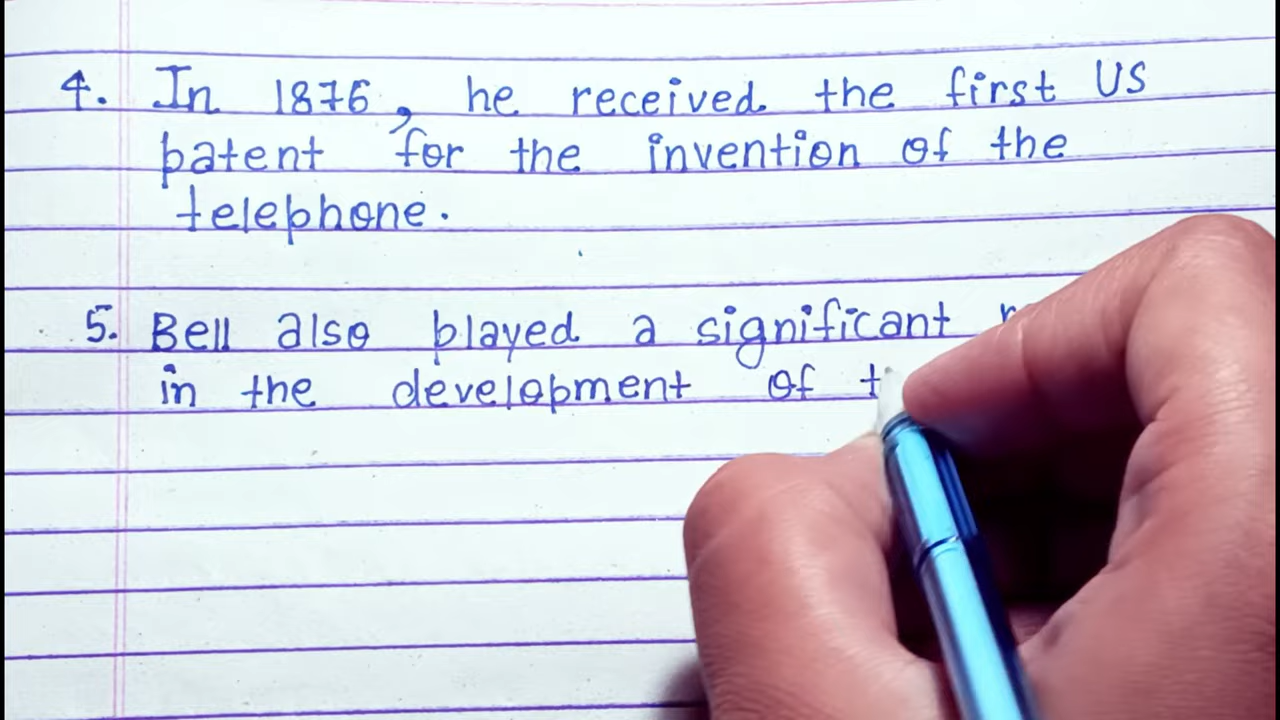 4. In 1876, he received the first US
patent for the invention of the
telephone.
5. Bell also played a significant
in the development of